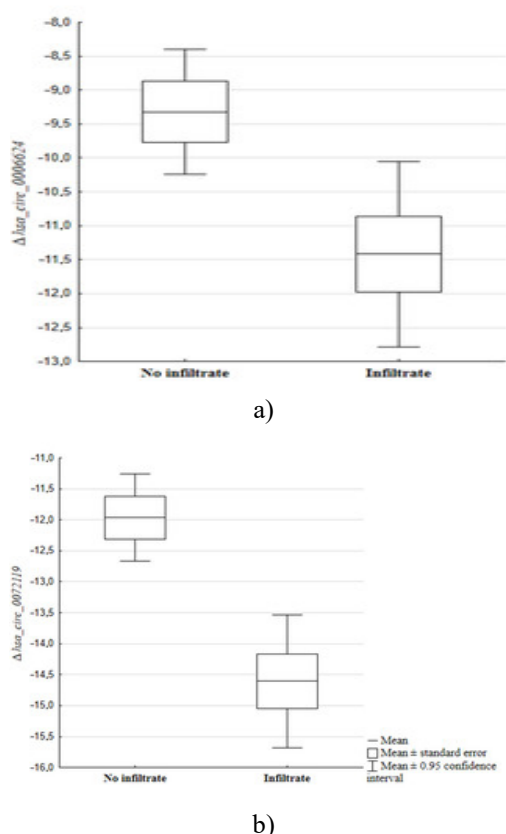 -8,0
-8,5
-9,0
-9,5
-10,0
-10,5
-11,0
-11,5
-12,0
-12,5
-13,0
Δ hsa_circ_0006624
No infiltrate Infiltrate
a)
-11,0
-11,5
-12,0
-12,5
-13,0
-13,5
-14,0
-14,5
-15,0
-15,5
-16,0
Δ hsa_circ_0072119
No infiltrate Infiltrate
Mean
Mean ± standard error
Mean ± 0.95 confidence
interval
b)